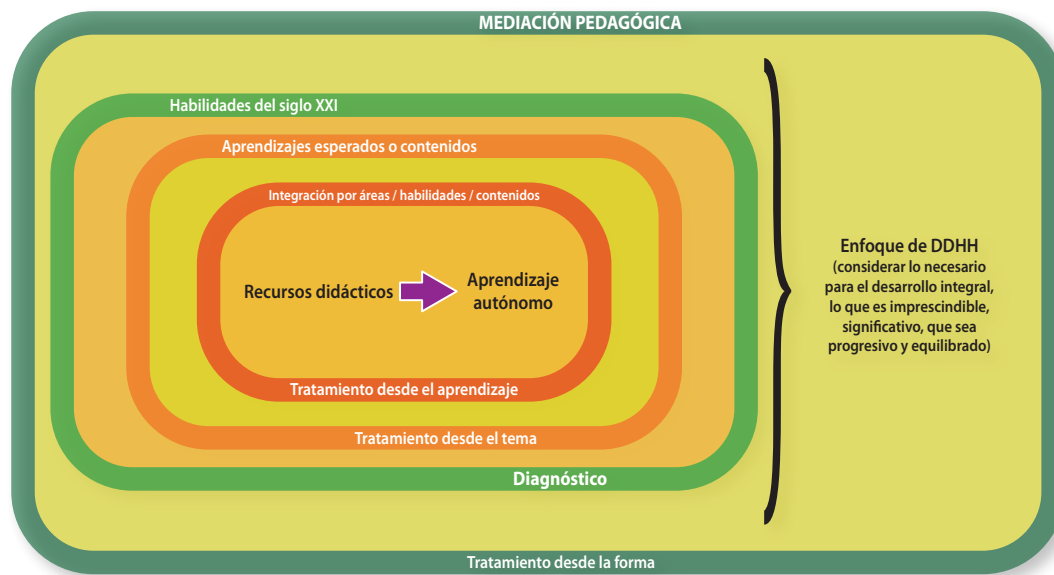 MEDIACIÓN PEDAGÓGICA
Habilidades del siglo XXI
Aprendizajes esperados o contenidos
Integración por áreas / habilidades / contenidos
Recursos didácticos
Aprendizaje
autónomo
Tratamiento desde el aprendizaje
Tratamiento desde el tema
Diagnóstico
Enfoque de DDHH
(considerar lo necesario
para el desarrollo integral,
lo que es imprescindible,
significativo, que sea
progresivo y equilibrado)
Tratamiento desde la forma